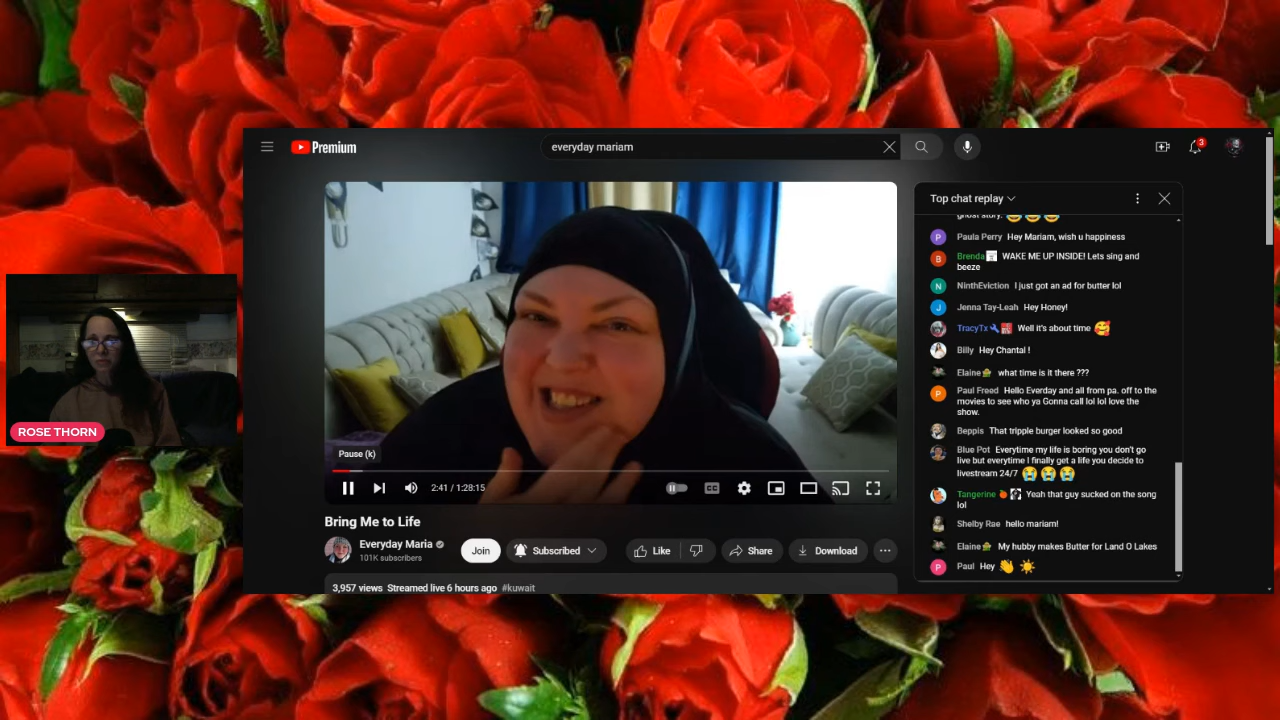 Premium
everyday mariam
3
Top chat replay
ghost story.
Paula Perry Hey Mariam, wish u happiness
Brenda WAKE ME UP INSIDE! Lets sing and
beeze
NinthEviction I just got an ad for butter lol
Jenna Tay-Leah Hey Honey!
TracyTx Well it's about time
Billy Hey Chantal !
Elaine what time is it there ???
Paul Freed Hello Everday and all from pa. off to the
movies to see who ya Gonna call lol lol love the
show.
Beppis That tripple burger looked so good
Blue Pot Everytime my life is boring you don't go
live but everytime I finally get a life you decide to
livestream 24/7
Tangerine Yeah that guy sucked on the song
lol
Shelby Rae hello mariam!
Elaine My hubby makes Butter for Land O Lakes
Paul Hey
ROSE THORN
Pause (k)
2:41 / 1:28:15
CC
Bring Me to Life
Everyday Maria
101K subscribers
Join
Subscribed
Like
Share
Download
3,957 views Streamed live 6 hours ago #kuwait